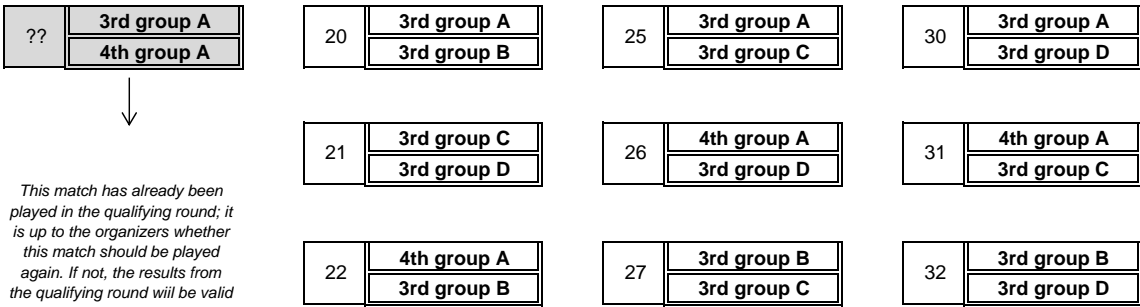 ?? 3rd group A
4th group A
20 3rd group A
3rd group B
25 3rd group A
3rd group C
30 3rd group A
3rd group D
21 3rd group C
3rd group D
26 4th group A
3rd group D
31 4th group A
3rd group C
This match has already been
played in the qualifying round; it
is up to the organizers whether
this match should be played
again. If not, the results from
the qualifying round wiil be valid
22 4th group A
3rd group B
27 3rd group B
3rd group C
32 3rd group B
3rd group D